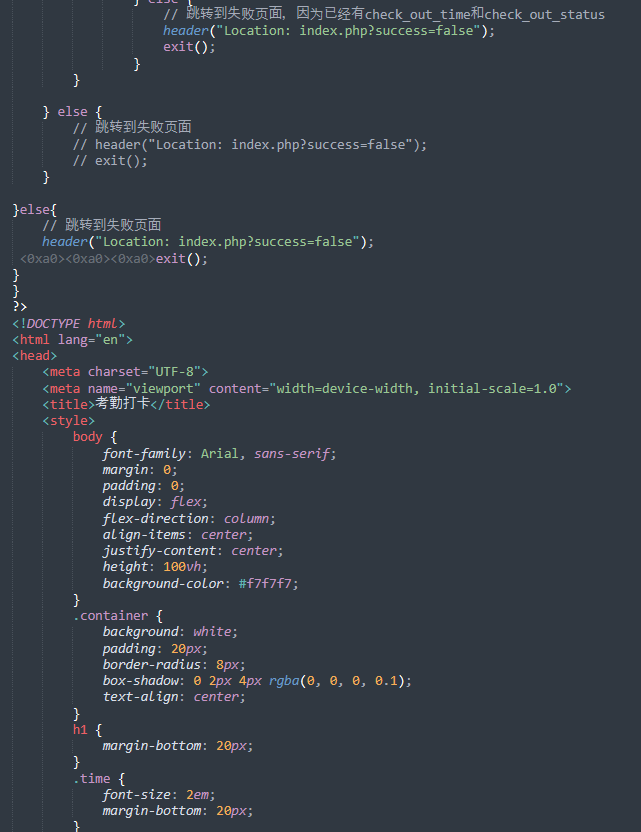 } else {
// 跳转到失败页面，因为已经有check_out_time和check_out_status
header("Location: index.php?success=false");
exit();
}
}
} else {
// 跳转到失败页面
// header("Location: index.php?success=false");
// exit();
}
}else{
// 跳转到失败页面
header("Location: index.php?success=false");
<0xa0><0xa0><0xa0>exit();
}
}
?>
<!DOCTYPE html>
<html lang="en">
<head>
<meta charset="UTF-8">
<meta name="viewport" content="width=device-width, initial-scale=1.0">
<title>考勤打卡</title>
<style>
body {
font-family: Arial, sans-serif;
margin: 0;
padding: 0;
display: flex;
flex-direction: column;
align-items: center;
justify-content: center;
height: 100vh;
background-color: #f7f7f7;
}
.container {
background: white;
padding: 20px;
border-radius: 8px;
box-shadow: 0 2px 4px rgba(0, 0, 0, 0.1);
text-align: center;
}
h1 {
margin-bottom: 20px;
}
.time {
font-size: 2em;
margin-bottom: 20px;
}